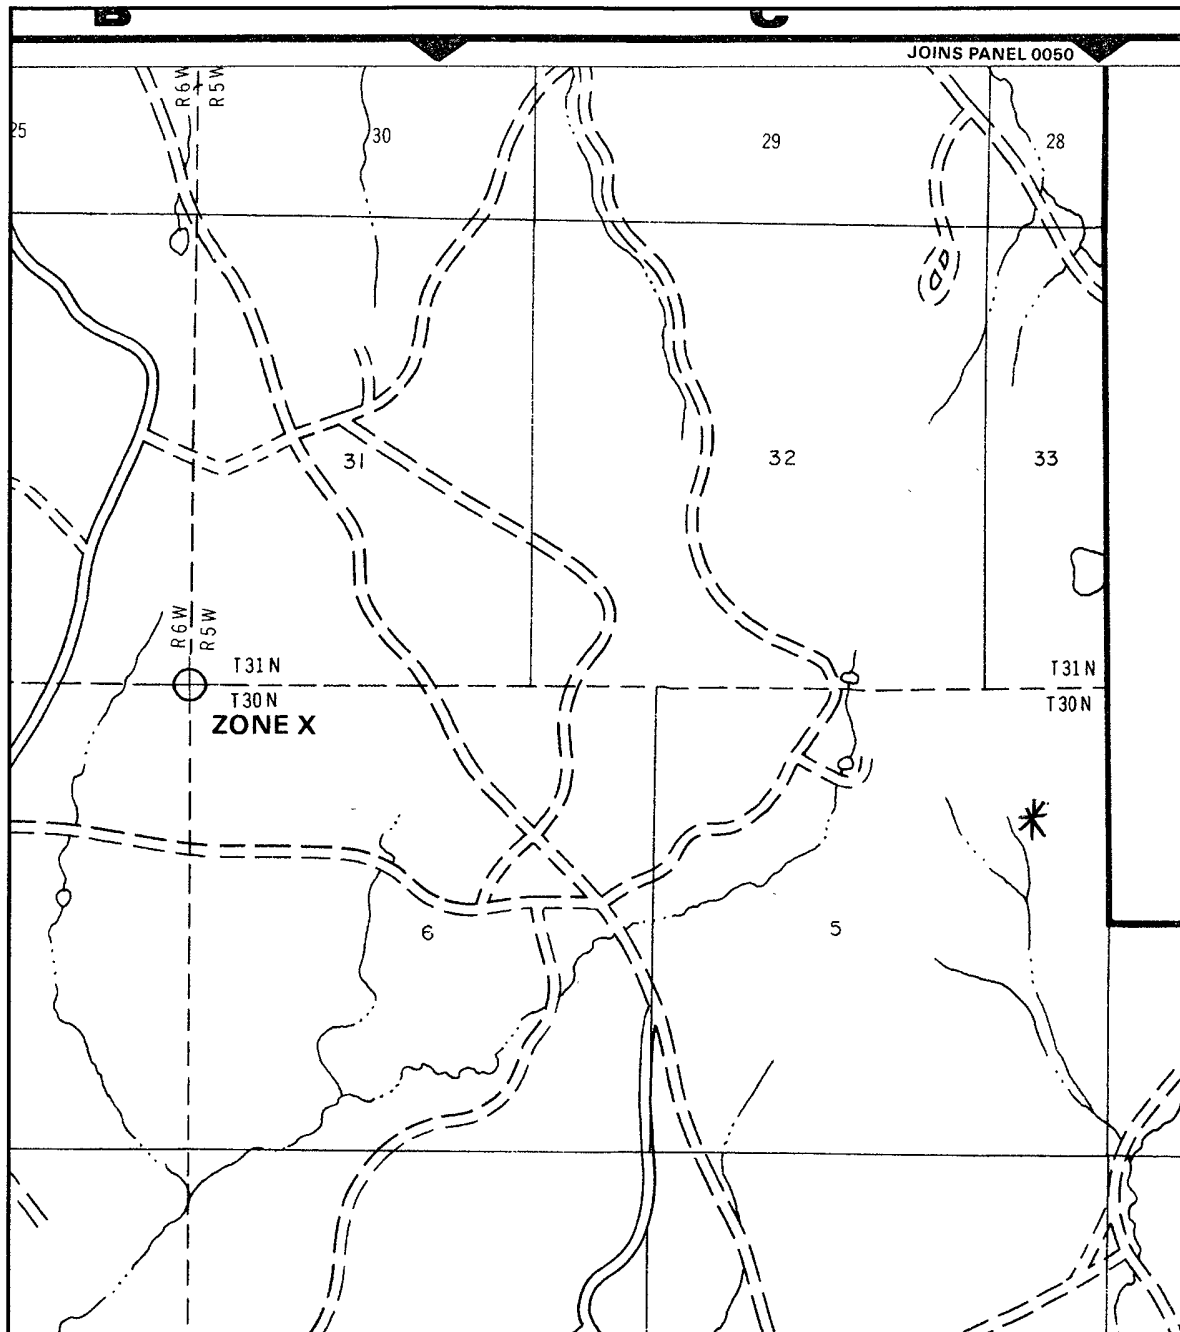 B C
JOINS PANEL 0050
R6W R5W
25 30 29 28
31 32 33
R6W R5W
T31N T31N
T30N T30N
ZONE X
6 5